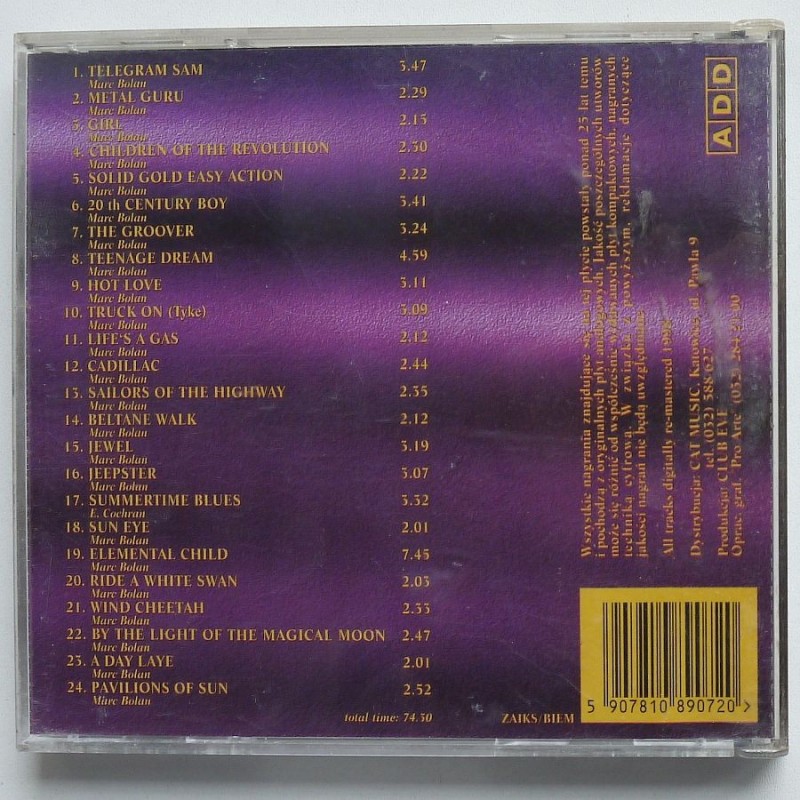 1. TELEGRAM SAM 3.47
Marc Bolan
2. METAL GURU 2.29
Marc Bolan
3. GIRL 2.15
Marc Bolan
4. CHILDREN OF THE REVOLUTION 2.30
Marc Bolan
5. SOLID GOLD EASY ACTION 2.22
Marc Bolan
6. 20th CENTURY BOY 3.41
Marc Bolan
7. THE GROOVER 3.24
Marc Bolan
8. TEENAGE DREAM 4.59
Marc Bolan
9. HOT LOVE 3.11
Marc Bolan
10. TRUCK ON (Tyke) 3.09
Marc Bolan
11. LIFE'S A GAS 2.12
Marc Bolan
12. CADILLAC 2.44
Marc Bolan
13. SAILORS OF THE HIGHWAY 2.35
Marc Bolan
14. BELTANE WALK 2.12
Marc Bolan
15. JEWEL 3.19
Marc Bolan
16. JEEPSTER 3.07
Marc Bolan
17. SUMMERTIME BLUES 3.32
E. Cochran
18. SUN EYE 2.01
Marc Bolan
19. ELEMENTAL CHILD 7.45
Marc Bolan
20. RIDE A WHITE SWAN 2.03
Marc Bolan
21. WIND CHEETAH 2.33
Marc Bolan
22. BY THE LIGHT OF THE MAGICAL MOON 2.47
Marc Bolan
23. A DAY LAYE 2.01
Marc Bolan
24. PAVILIONS OF SUN 2.52
Marc Bolan
total time: 74.30
ZAIKS/BIEM
ADD
Wszystkie nagrania znajdujące się na tej płycie powstały ponad 25 lat temu
i pochodzą z oryginalnych płyt analogowych. Jakość poszczególnych utworów
może się różnić od współcześnie wydawanych płyt kompaktowych, nagranych
techniką cyfrową. W związku z powyższym, reklamacje dotyczące
jakości nagrań nie będą uwzględniane.
All tracks digitally re-mastered
Dystrybucja: CAT MUSIC, Katowice, ul. Pawła 9
tel. (032) 588 627
Produkcja: CLUB EVE
Oprac. graf. Pro Arte (032)
5 907810 890720 >